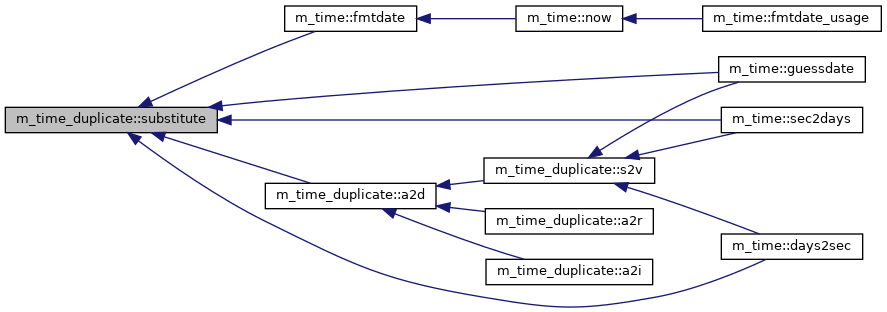 m_time::fmtdate
m_time::now
m_time::fmtdate_usage
m_time::guessdate
m_time_duplicate::substitute
m_time::sec2days
m_time_duplicate::s2v
m_time_duplicate::a2d
m_time_duplicate::a2r
m_time::days2sec
m_time_duplicate::a2i